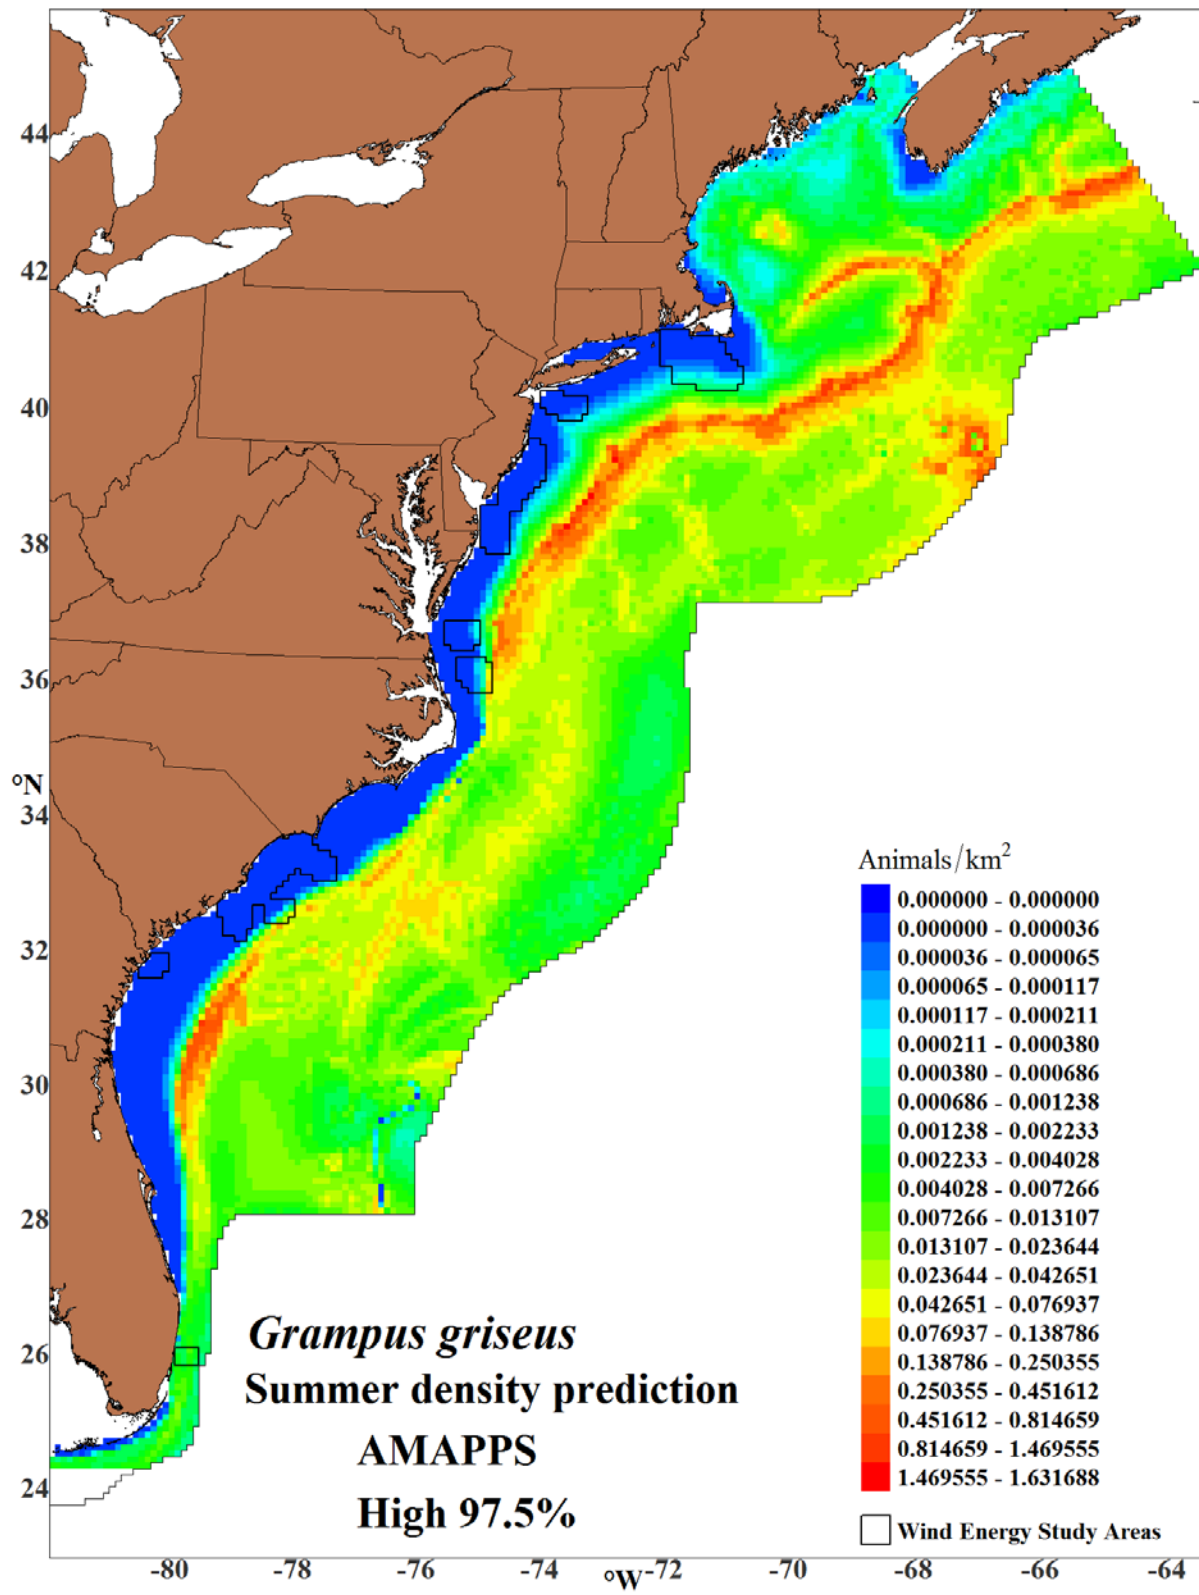 44
42
40
38
36
°N
34
32
30
28
26
24
Animals/km²
0.000000 - 0.000000
0.000000 - 0.000036
0.000036 - 0.000065
0.000065 - 0.000117
0.000117 - 0.000211
0.000211 - 0.000380
0.000380 - 0.000686
0.000686 - 0.001238
0.001238 - 0.002233
0.002233 - 0.004028
0.004028 - 0.007266
0.007266 - 0.013107
0.013107 - 0.023644
0.023644 - 0.042651
0.042651 - 0.076937
0.076937 - 0.138786
0.138786 - 0.250355
0.250355 - 0.451612
0.451612 - 0.814659
0.814659 - 1.469555
1.469555 - 1.631688
Wind Energy Study Areas
Grampus griseus
Summer density prediction
AMAPPS
High 97.5%
-80 -78 -76 -74 °W -72 -70 -68 -66 -64